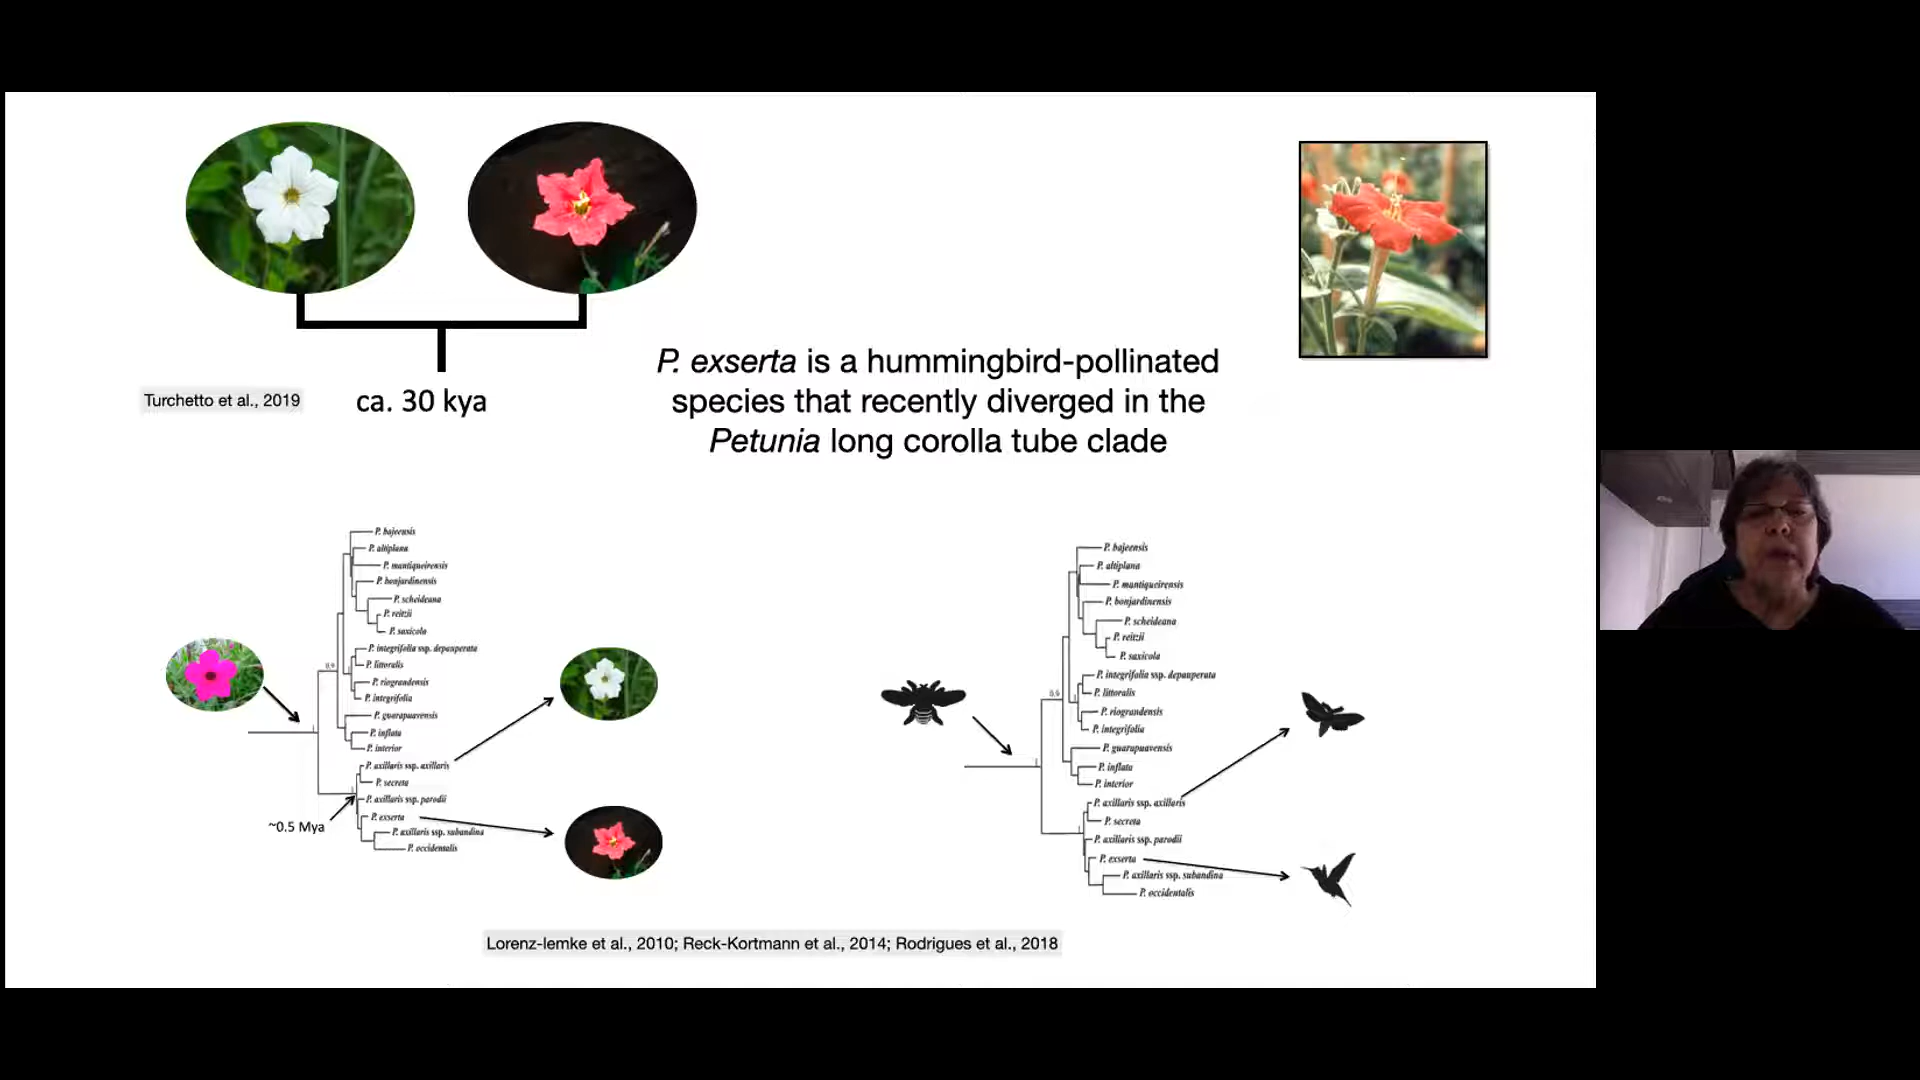 Turchetto et al., 2019
ca. 30 kya
P. exserta is a hummingbird-pollinated
species that recently diverged in the
Petunia long corolla tube clade
P. bajeensis
P. altiplana
P. mantiqueirensis
P. bonjardinensis
P. scheideana
P. reitzii
P. saxicola
P. integrifolia ssp. depauperata
0,9
P. littoralis
P. riograndensis
P. integrifolia
P. guarapuavensis
P. inflata
P. interior
P. axillaris ssp. axillaris
P. secreta
P. axillaris ssp. parodii
P. exserta
~0.5 Mya
P. axillaris ssp. subandina
P. occidentalis
P. bajeensis
P. altiplana
P. mantiqueirensis
P. bonjardinensis
P. scheideana
P. reitzii
P. saxicola
P. integrifolia ssp. depauperata
0,9
P. littoralis
P. riograndensis
P. integrifolia
P. guarapuavensis
P. inflata
P. interior
P. axillaris ssp. axillaris
P. secreta
P. axillaris ssp. parodii
P. exserta
P. axillaris ssp. subandina
P. occidentalis
Lorenz-lemke et al., 2010; Reck-Kortmann et al., 2014; Rodrigues et al., 2018